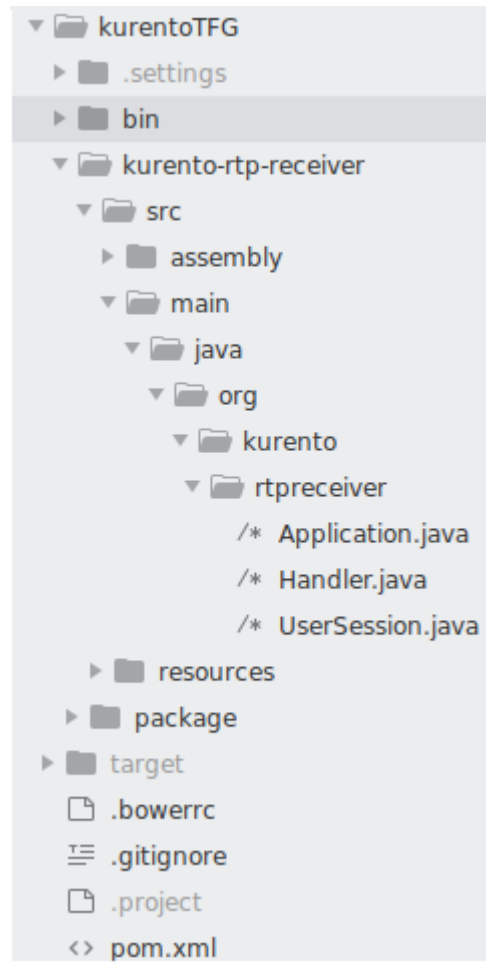 kurentoTFG
.settings
bin
kurento-rtp-receiver
src
assembly
main
java
org
kurento
rtpreceiver
/* Application.java
/* Handler.java
/* UserSession.java
resources
package
target
.bowerrc
.gitignore
.project
<> pom.xml